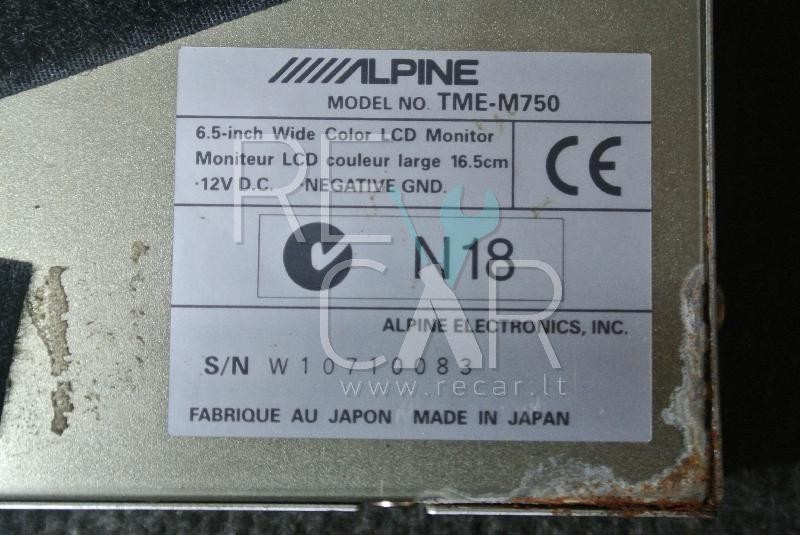 ALPINE
MODEL NO. TME-M750
6.5-inch Wide Color LCD Monitor
Moniteur LCD couleur large 16.5cm
·12V D.C. ·NEGATIVE GND.
CE
N18
RE
CAR
ALPINE ELECTRONICS, INC.
S/N W10710083
www.recar.lt
FABRIQUE AU JAPON MADE IN JAPAN